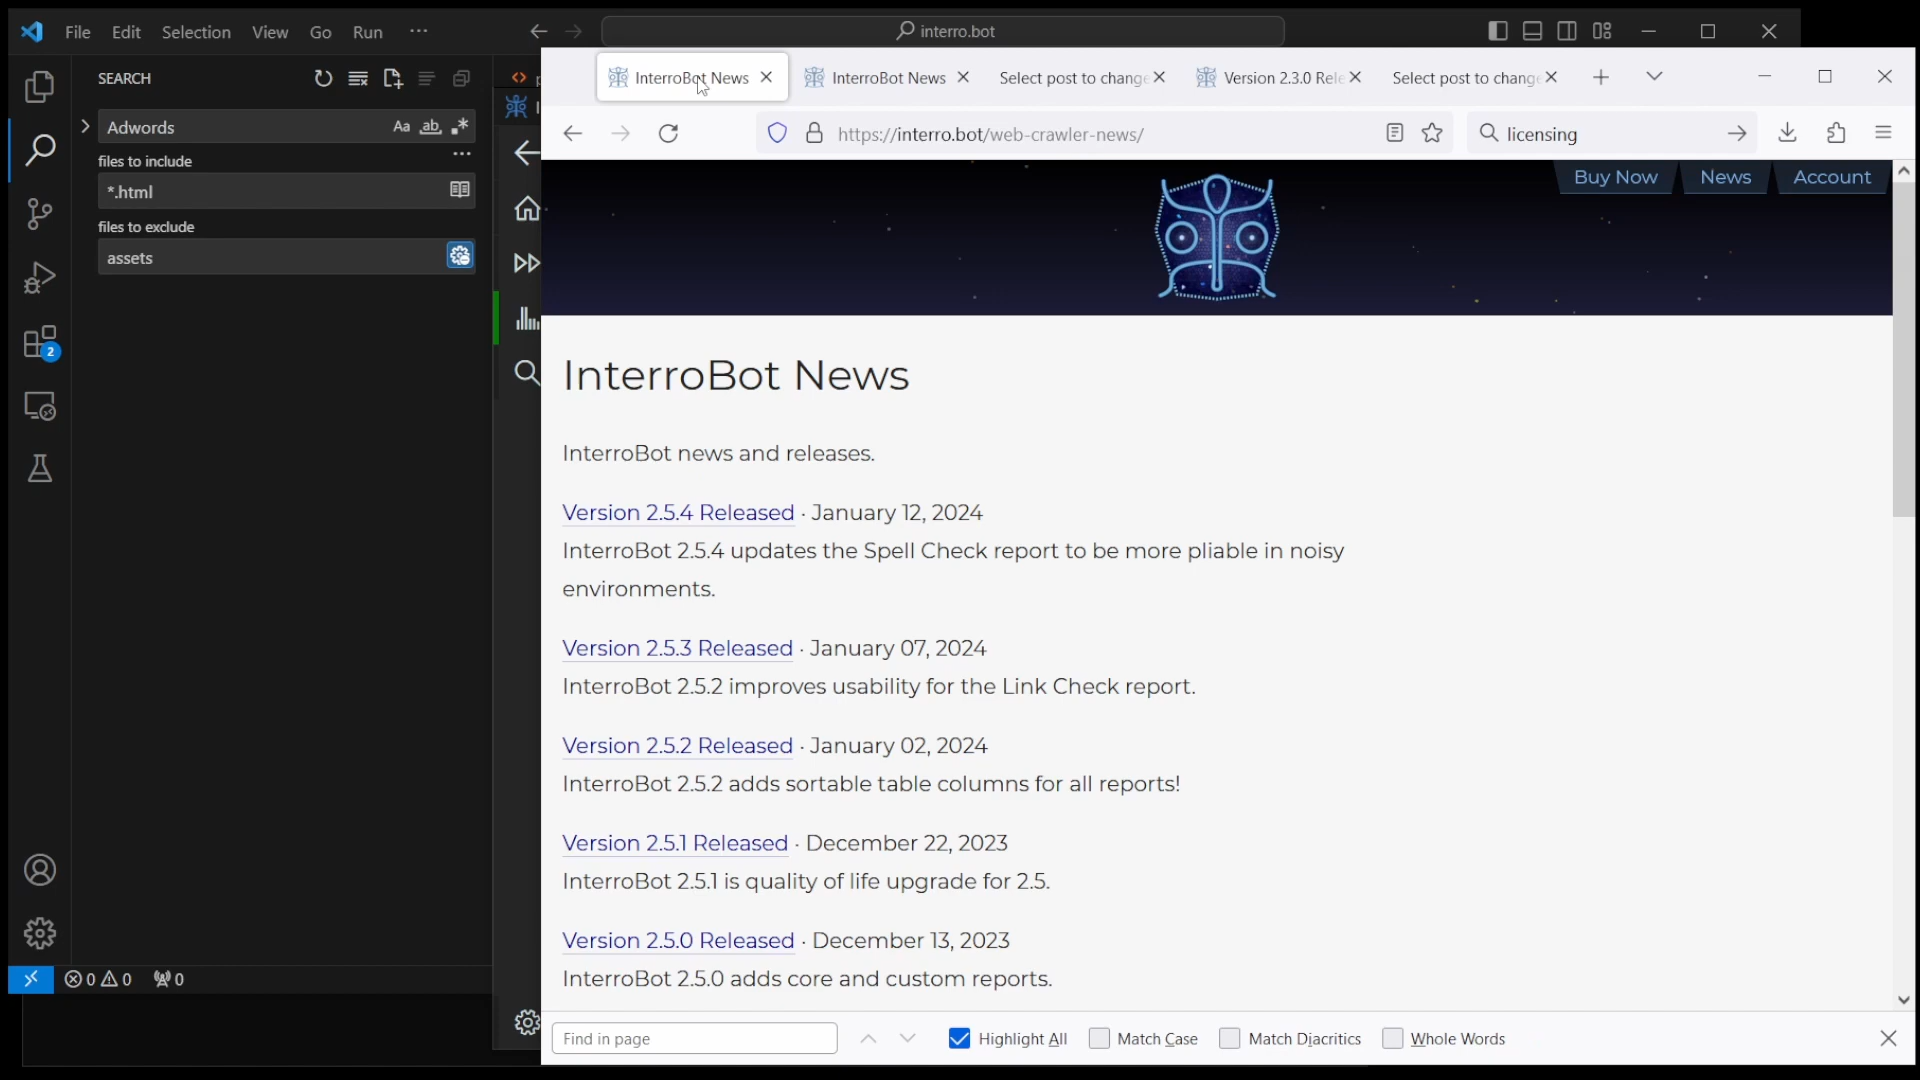 File Edit Selection View Go Run ···
interro.bot
SEARCH
Adwords
Aa ab
files to include
···
*.html
files to exclude
assets
2
0 0 0
InterroBot News
InterroBot News
Select post to change
Version 2.3.0 Rele
Select post to change
https://interro.bot/web-crawler-news/
licensing
Buy Now News Account
InterroBot News
InterroBot news and releases.
Version 2.5.4 Released · January 12, 2024
InterroBot 2.5.4 updates the Spell Check report to be more pliable in noisy
environments.
Version 2.5.3 Released · January 07, 2024
InterroBot 2.5.2 improves usability for the Link Check report.
Version 2.5.2 Released · January 02, 2024
InterroBot 2.5.2 adds sortable table columns for all reports!
Version 2.5.1 Released · December 22, 2023
InterroBot 2.5.1 is quality of life upgrade for 2.5.
Version 2.5.0 Released · December 13, 2023
InterroBot 2.5.0 adds core and custom reports.
Find in page
Highlight All
Match Case
Match Diacritics
Whole Words